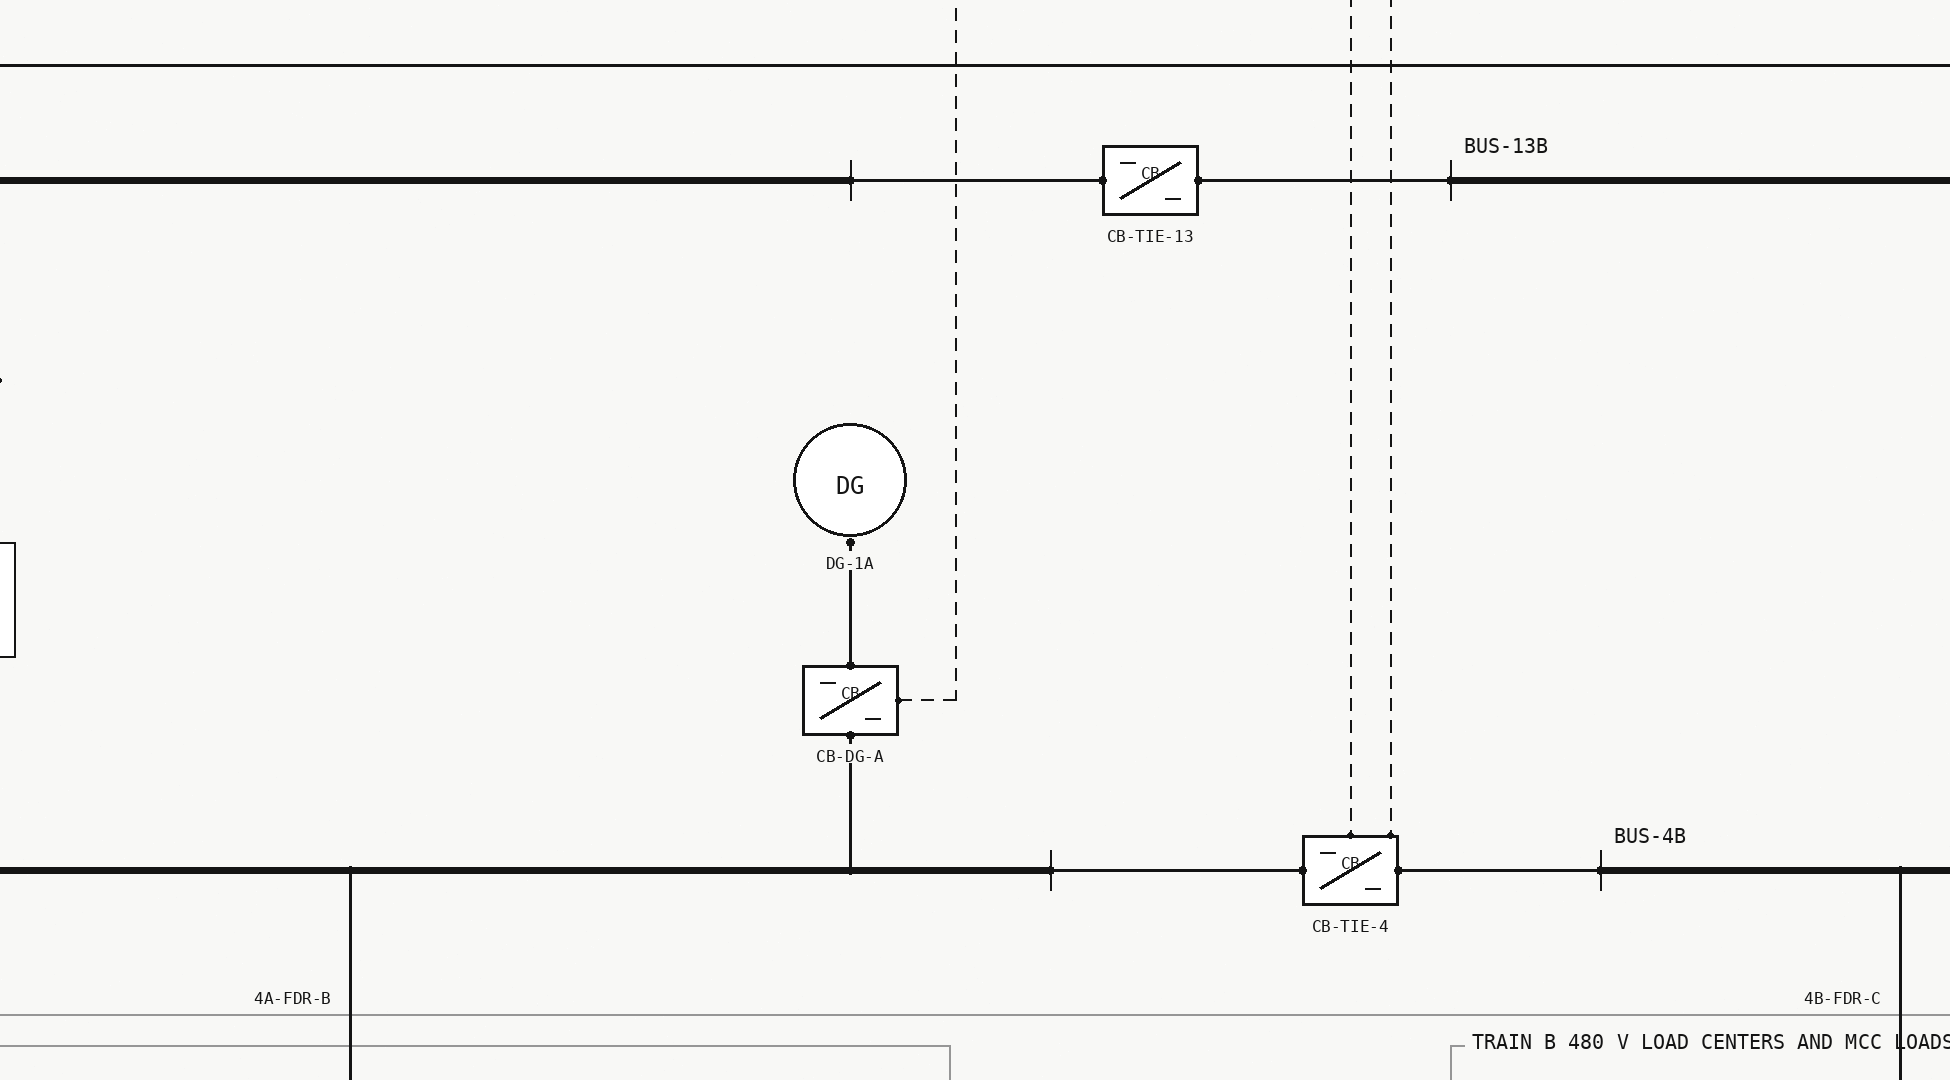 BUS-13B
CB
CB-TIE-13
DG
DG-1A
CB
CB-DG-A
BUS-4B
CB
CB-TIE-4
4A-FDR-B
4B-FDR-C
TRAIN B 480 V LOAD CENTERS AND MCC LOADS